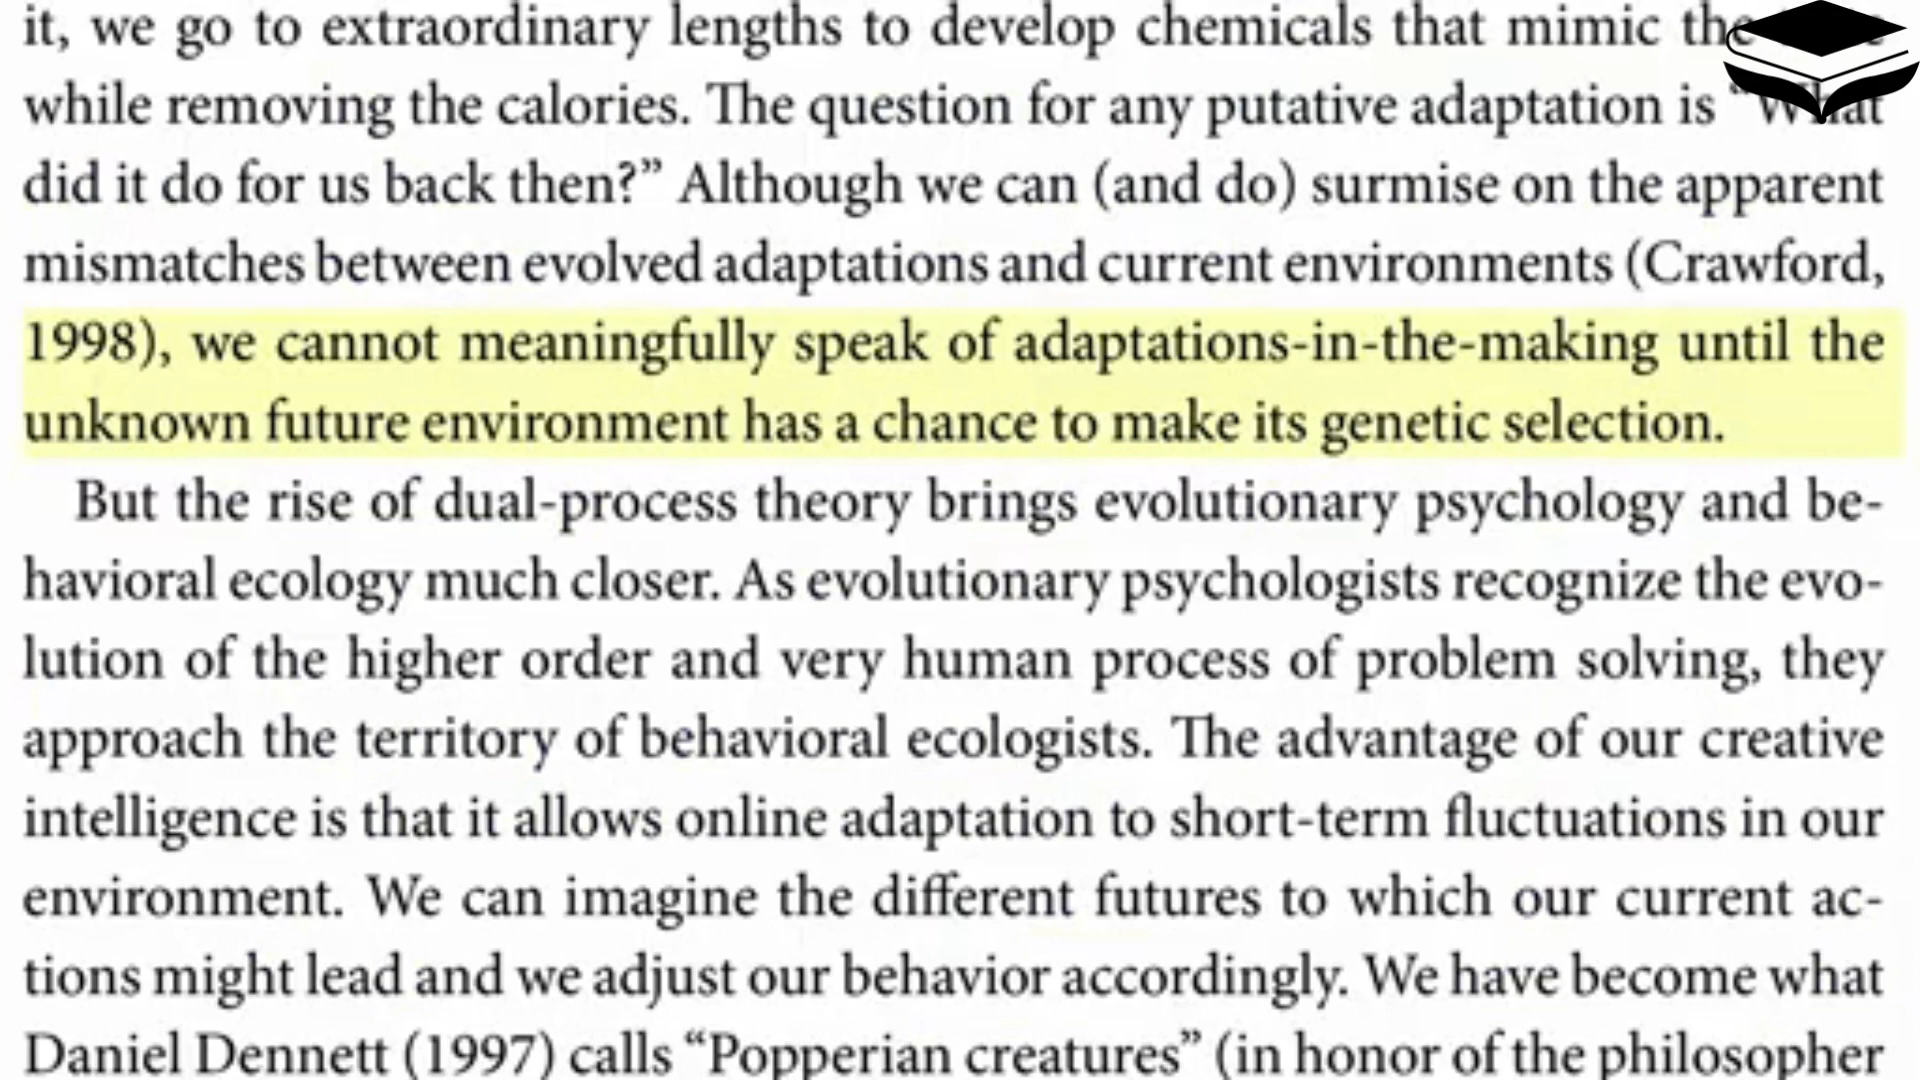 it, we go to extraordinary lengths to develop chemicals that mimic the
while removing the calories. The question for any putative adaptation is “What
did it do for us back then?” Although we can (and do) surmise on the apparent
mismatches between evolved adaptations and current environments (Crawford,
1998), we cannot meaningfully speak of adaptations-in-the-making until the
unknown future environment has a chance to make its genetic selection.
But the rise of dual-process theory brings evolutionary psychology and be-
havioral ecology much closer. As evolutionary psychologists recognize the evo-
lution of the higher order and very human process of problem solving, they
approach the territory of behavioral ecologists. The advantage of our creative
intelligence is that it allows online adaptation to short-term fluctuations in our
environment. We can imagine the different futures to which our current ac-
tions might lead and we adjust our behavior accordingly. We have become what
Daniel Dennett (1997) calls “Popperian creatures” (in honor of the philosopher